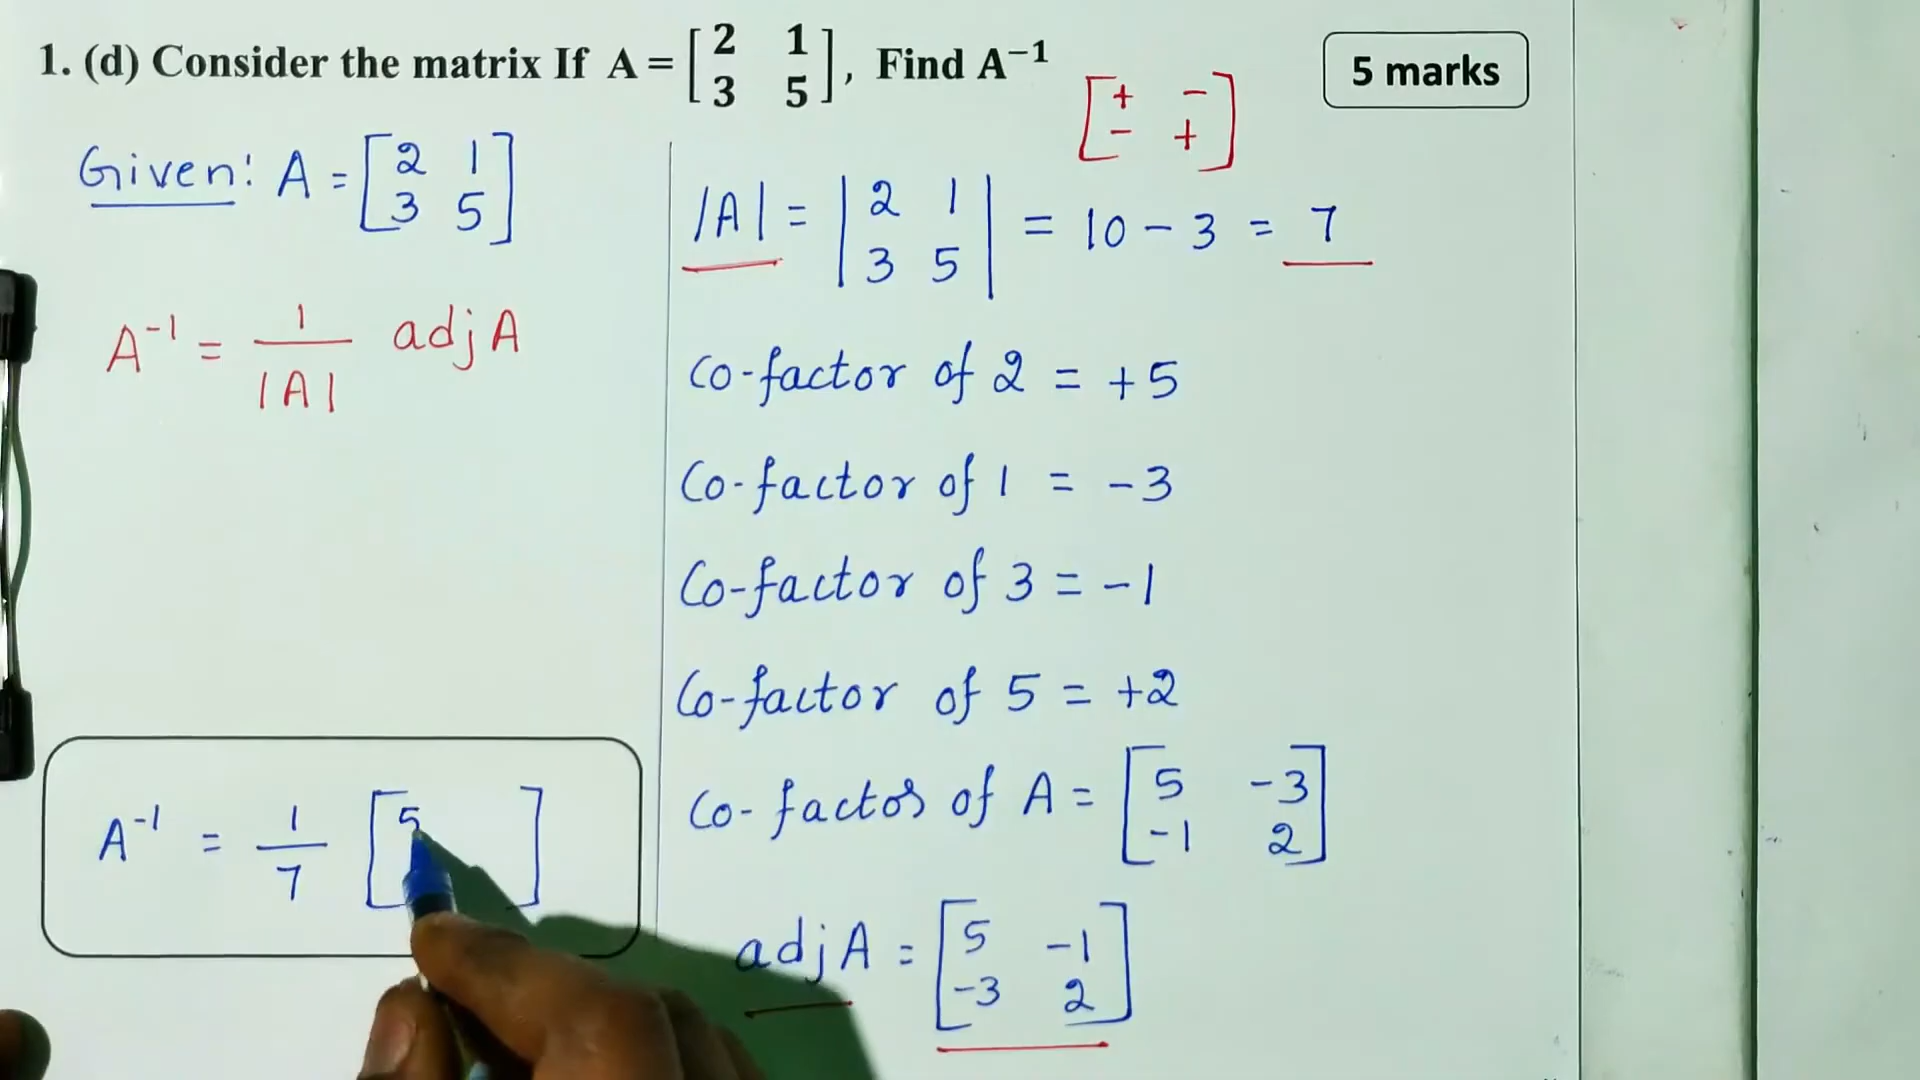 1. (d) Consider the matrix If A = [2 1; 3 5], Find A⁻¹
5 marks
[+ −; − +]
Given: A = [2 1; 3 5]
A⁻¹ = 1/|A| adj A
|A| = |2 1; 3 5| = 10 − 3 = 7
Co-factor of 2 = +5
Co-factor of 1 = −3
Co-factor of 3 = −1
Co-factor of 5 = +2
Co-factor of A = [5 −3; −1 2]
adj A = [5 −1; −3 2]
A⁻¹ = 1/7 [5 ]